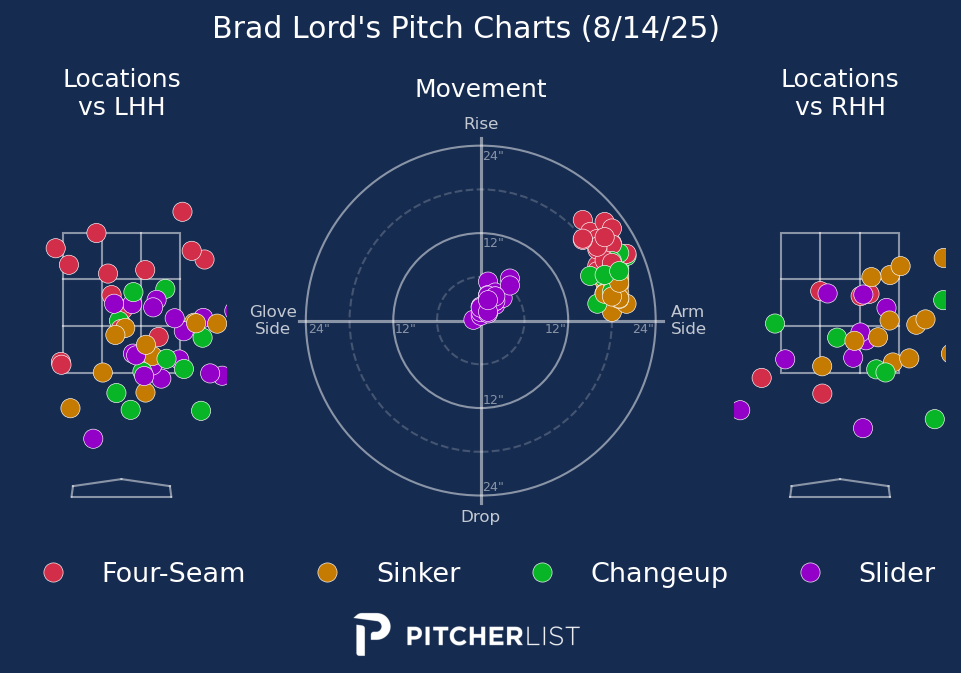 Brad Lord's Pitch Charts (8/14/25)
Locations
vs LHH
Movement
Locations
vs RHH
Rise
24"
12"
Glove
Side
24"
12"
12"
24"
Arm
Side
12"
24"
Drop
Four-Seam
Sinker
Changeup
Slider
PITCHERLIST